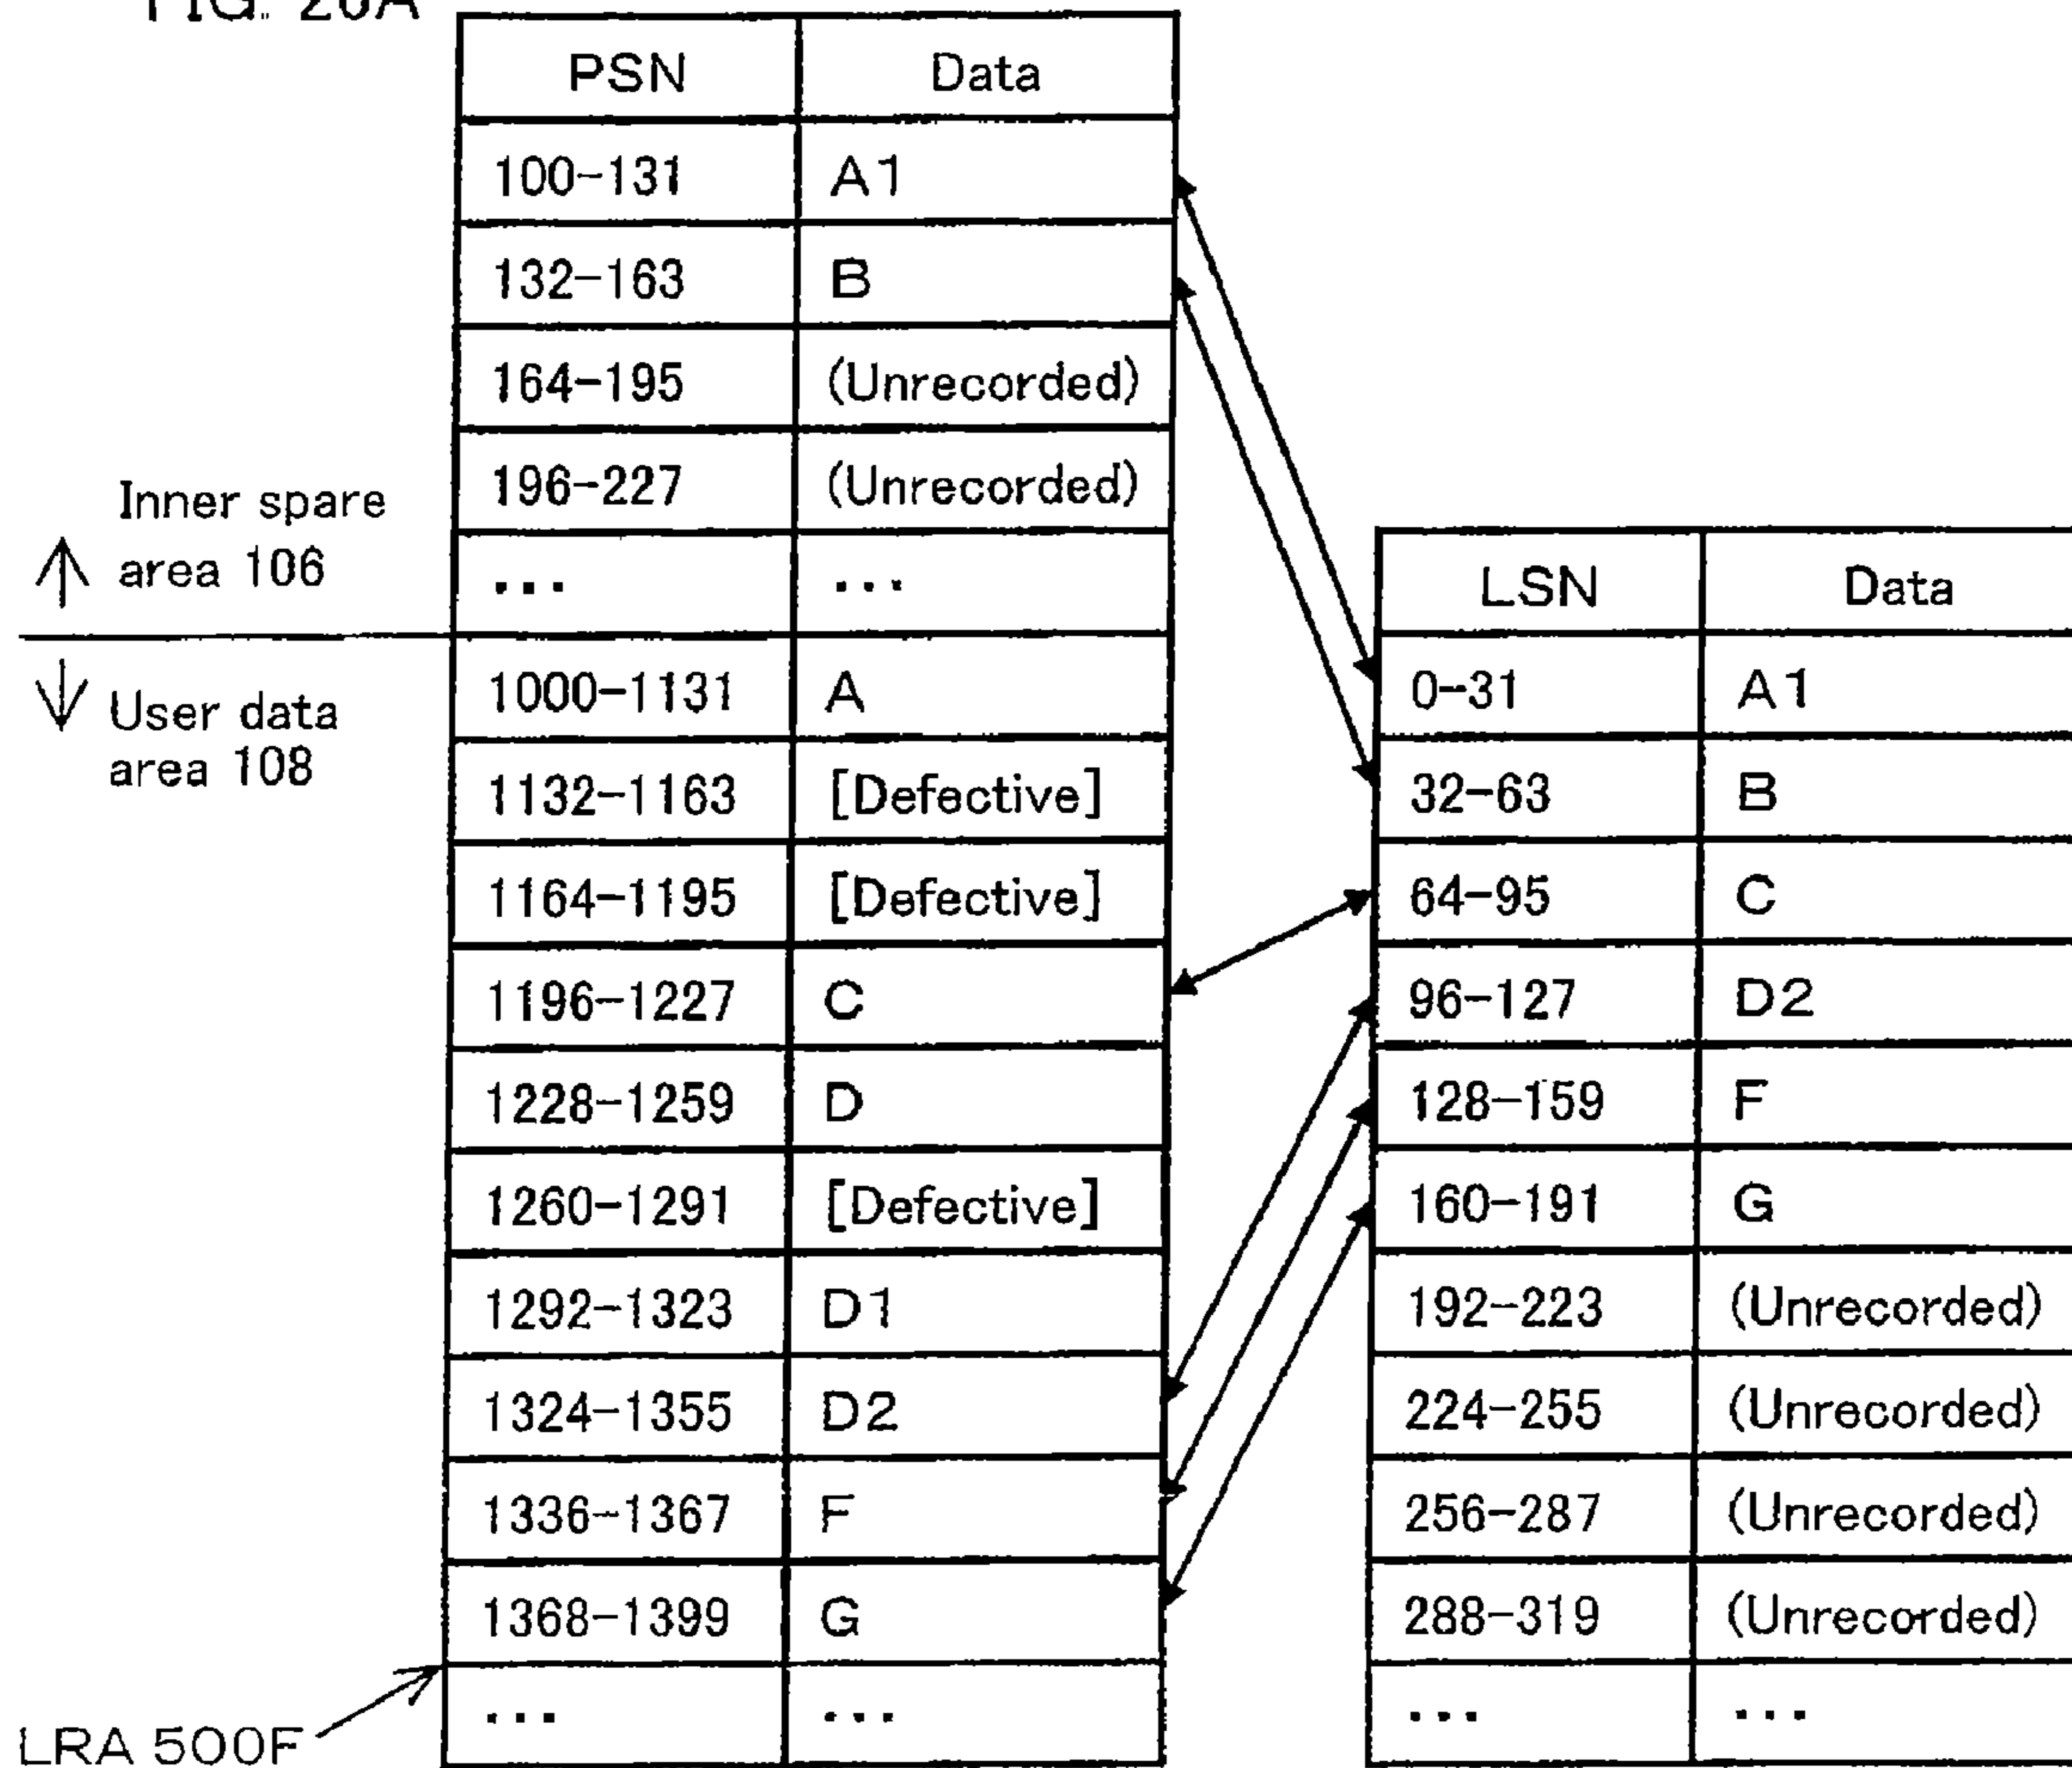 FIG. 20A
PSN Data
100-131 A1
132-163 B
164-195 (Unrecorded)
196-227 (Unrecorded)
... ...
1000-1131 A
1132-1163 [Defective]
1164-1195 [Defective]
1196-1227 C
1228-1259 D
1260-1291 [Defective]
1292-1323 D1
1324-1355 D2
1336-1367 F
1368-1399 G
... ...
Inner spare
area 106
User data
area 108
LRA 500F
LSN Data
0-31 A1
32-63 B
64-95 C
96-127 D2
128-159 F
160-191 G
192-223 (Unrecorded)
224-255 (Unrecorded)
256-287 (Unrecorded)
288-319 (Unrecorded)
... ...